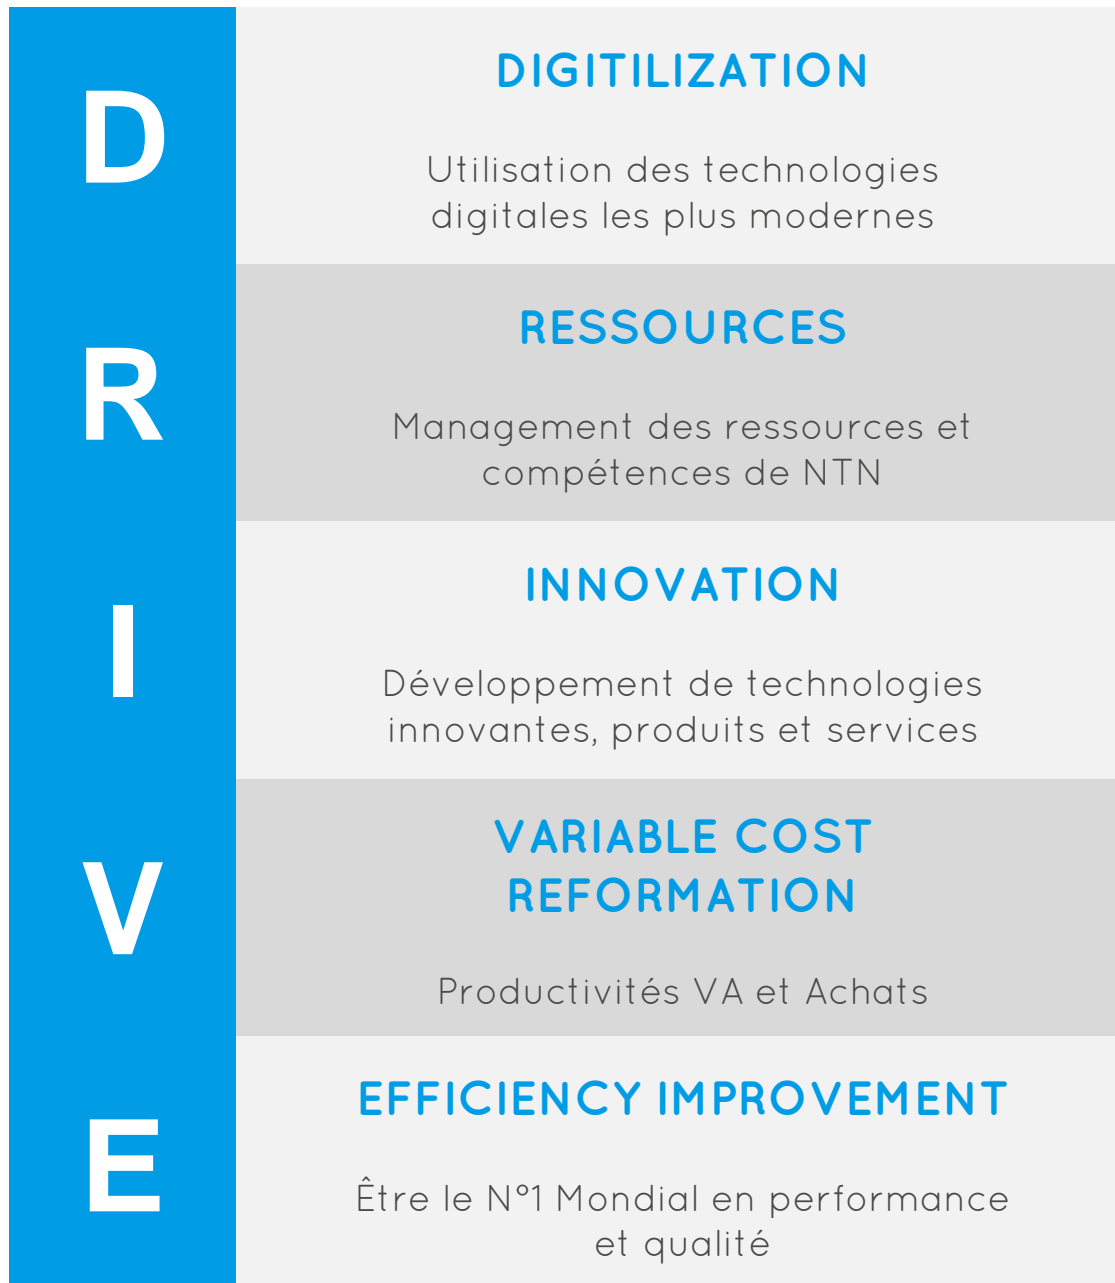 D
DIGITILIZATION
Utilisation des technologies
digitales les plus modernes
R
RESSOURCES
Management des ressources et
compétences de NTN
I
INNOVATION
Développement de technologies
innovantes, produits et services
V
VARIABLE COST
REFORMATION
Productivités VA et Achats
E
EFFICIENCY IMPROVEMENT
Être le N°1 Mondial en performance
et qualité